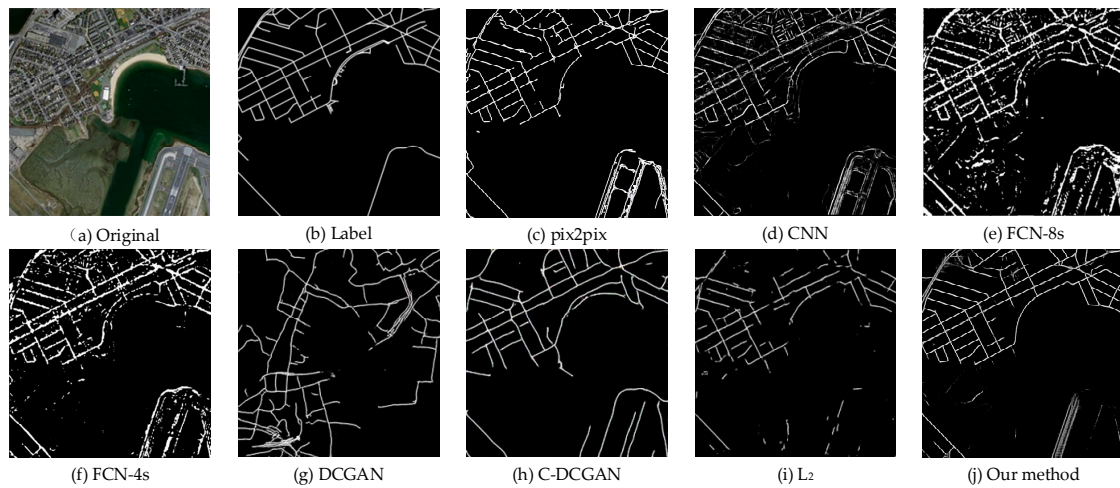 （a) Original
(b) Label
(c) pix2pix
(d) CNN
(e) FCN-8s
(f) FCN-4s
(g) DCGAN
(h) C-DCGAN
(i) L₂
(j) Our method